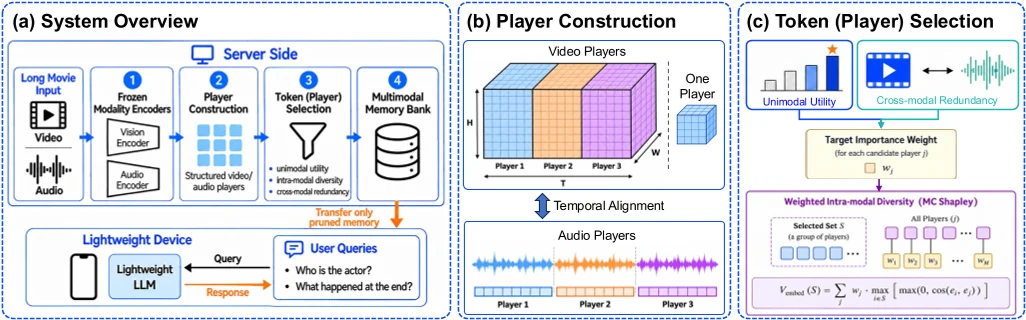 (a) System Overview
Server Side
Long Movie
Input
Video
Audio
1
Frozen
Modality Encoders
Vision
Encoder
Audio
Encoder
2
Player
Construction
Structured video/
audio players
3
Token (Player)
Selection
• unimodal utility
• intra-modal diversity
• cross-modal redundancy
4
Multimodal
Memory Bank
Transfer only
pruned memory
Lightweight Device
Lightweight
LLM
Query
Response
User Queries
• Who is the actor?
• What happened at the end?
(b) Player Construction
Video Players
H
W
T
Player 1
Player 2
Player 3
One
Player
Temporal Alignment
Audio Players
Player 1
Player 2
Player 3
(c) Token (Player) Selection
Unimodal Utility
Cross-modal Redundancy
Target Importance Weight
(for each candidate player j)
w_j
Weighted Intra-modal Diversity (MC Shapley)
Selected Set S
(a group of players)
...
All Players (j)
...
w_1 w_2 w_3 ... w_M
V_embed (S) = ∑_j w_j · max_{i∈S} [ max(0, cos(e_i, e_j)) ]